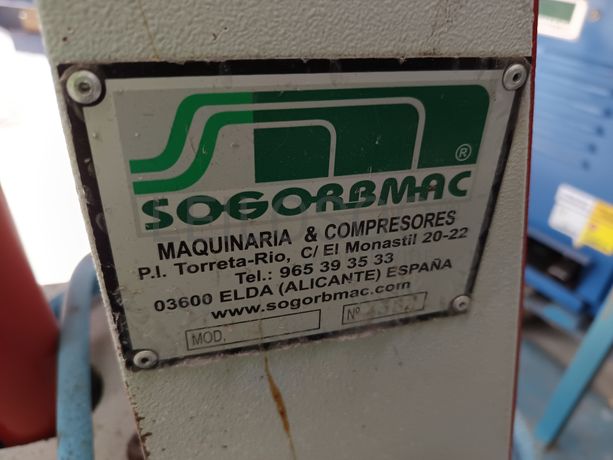 ®
SOGORBMAC
MAQUINARIA & COMPRESORES
P.I. Torreta-Rio, C/ El Monastil 20-22
Tel.: 965 39 35 33
03600 ELDA (ALICANTE) ESPAÑA
www.sogorbmac.com
MOD. Nº